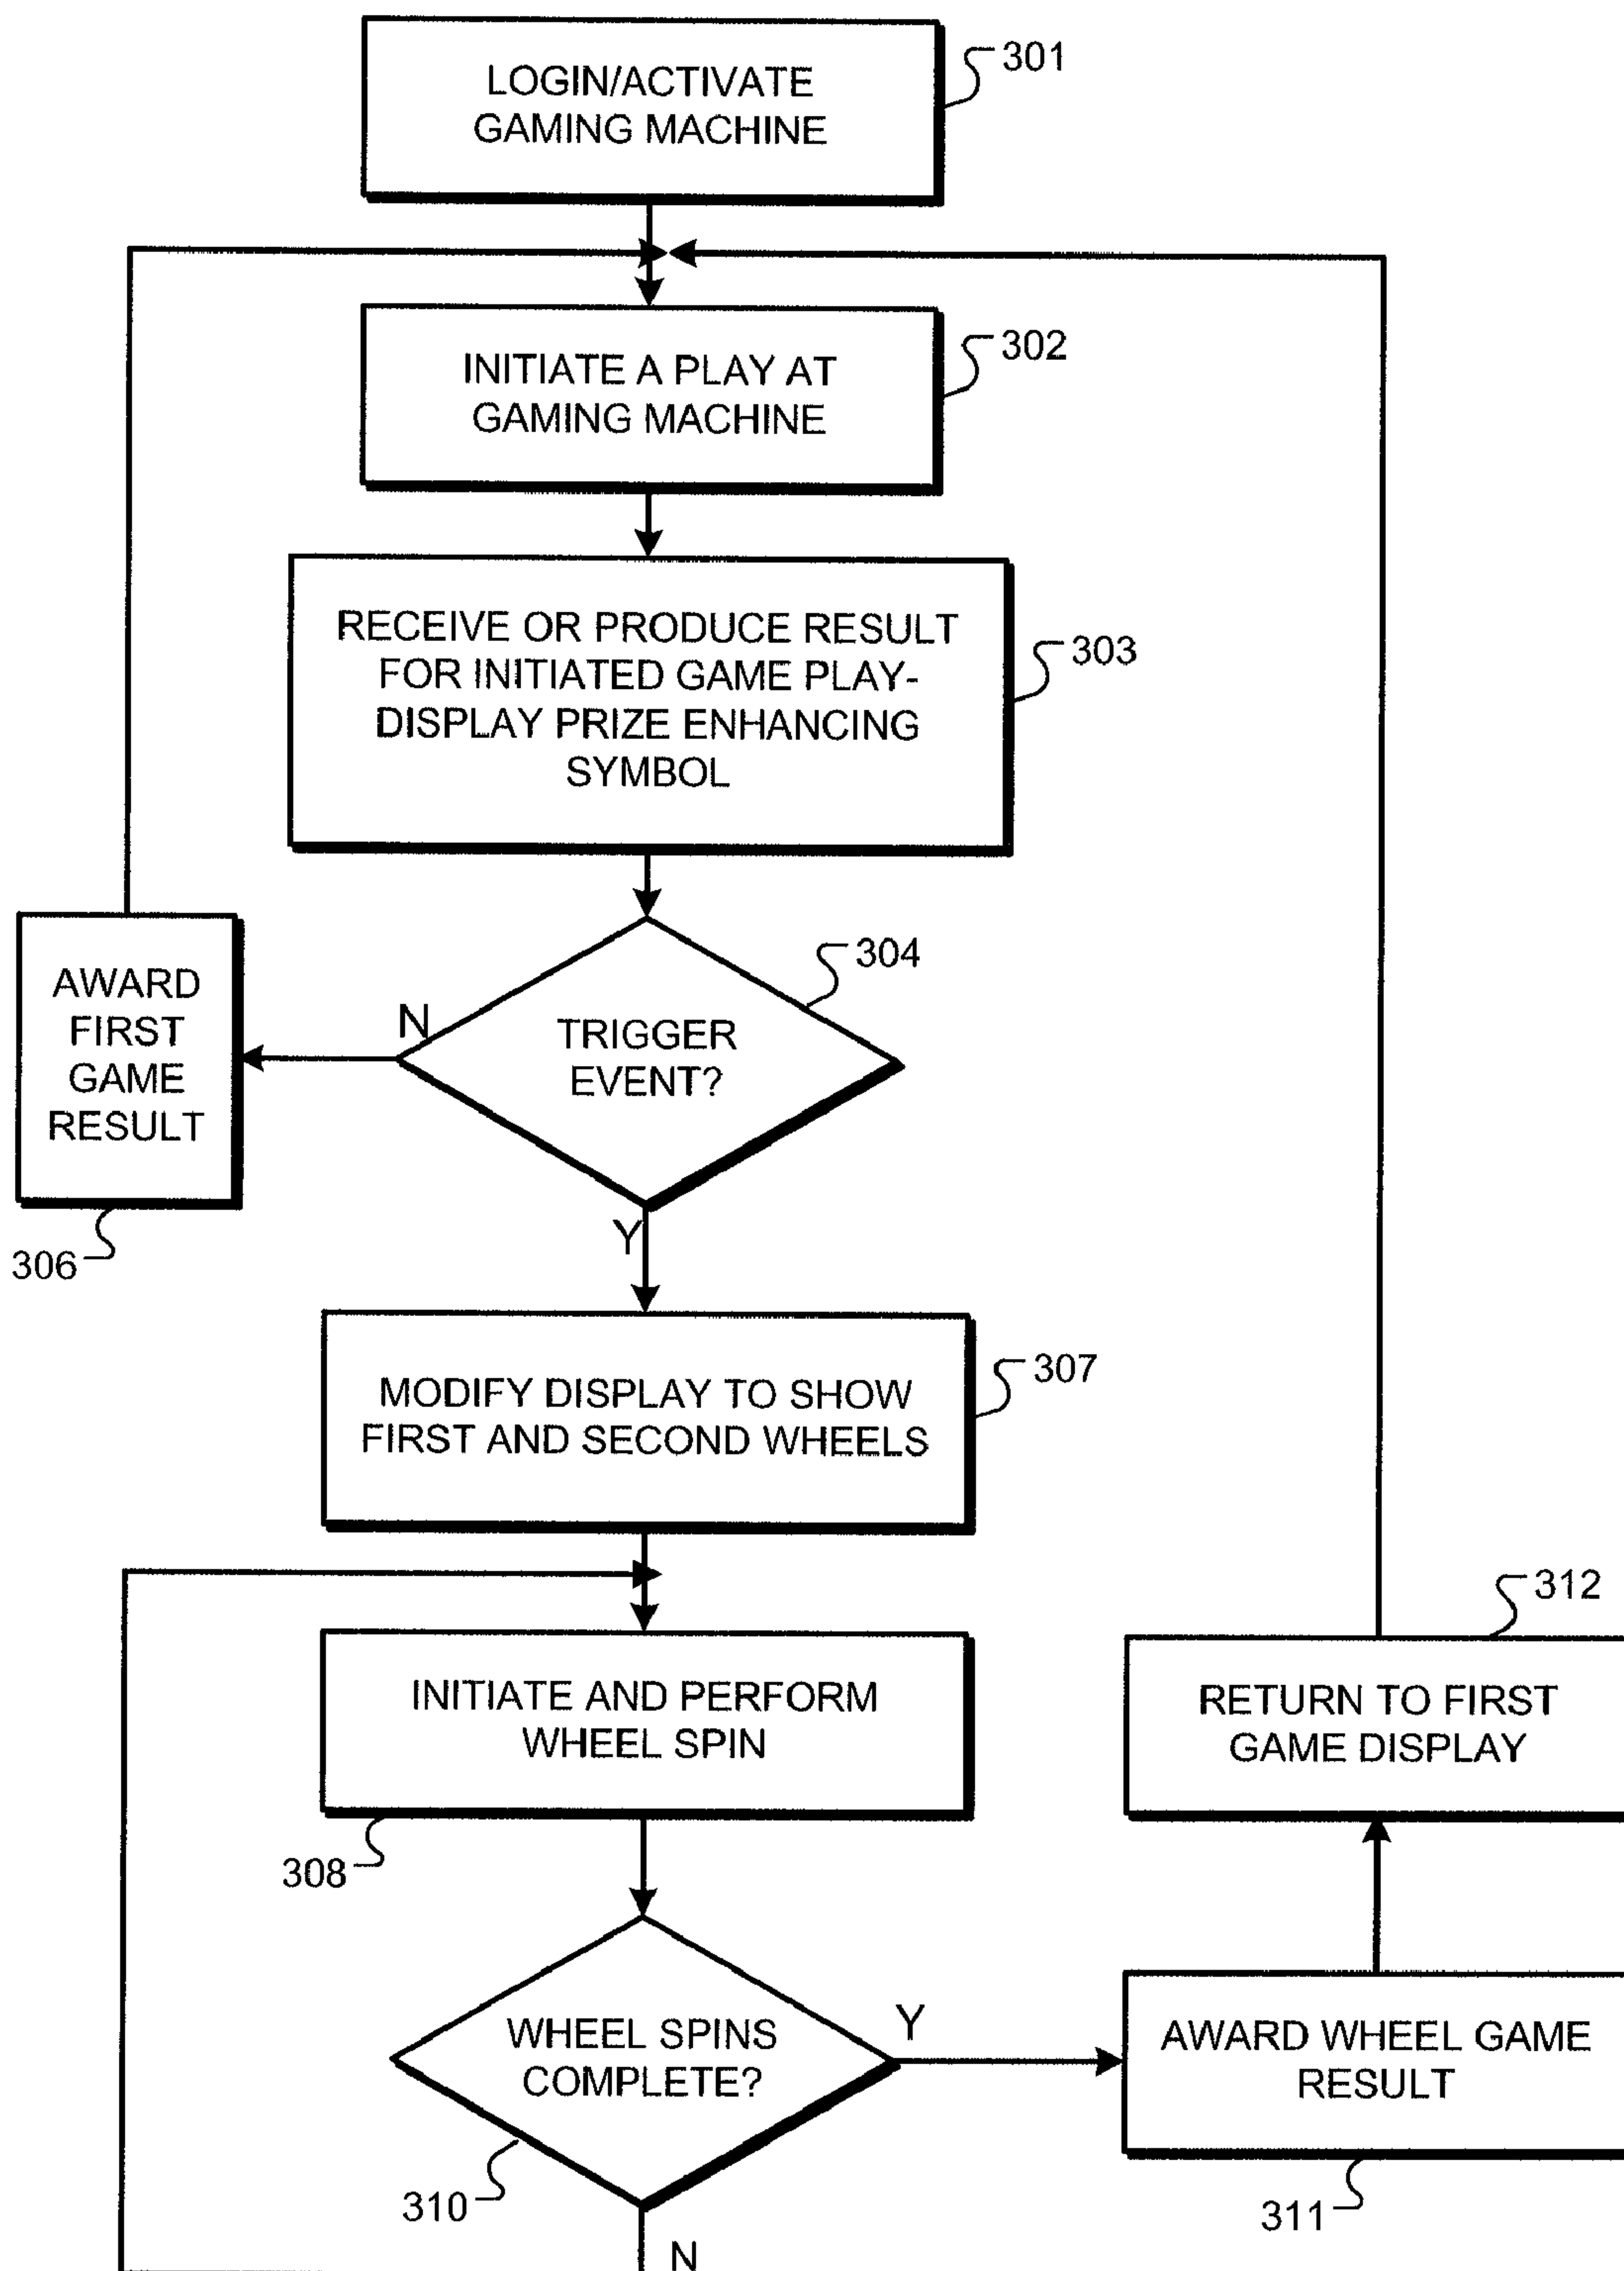 LOGIN/ACTIVATE
GAMING MACHINE
301
INITIATE A PLAY AT
GAMING MACHINE
302
RECEIVE OR PRODUCE RESULT
FOR INITIATED GAME PLAY-
DISPLAY PRIZE ENHANCING
SYMBOL
303
304
TRIGGER
EVENT?
N
AWARD
FIRST
GAME
RESULT
306
Y
MODIFY DISPLAY TO SHOW
FIRST AND SECOND WHEELS
307
INITIATE AND PERFORM
WHEEL SPIN
308
312
RETURN TO FIRST
GAME DISPLAY
WHEEL SPINS
COMPLETE?
310
Y
AWARD WHEEL GAME
RESULT
311
N